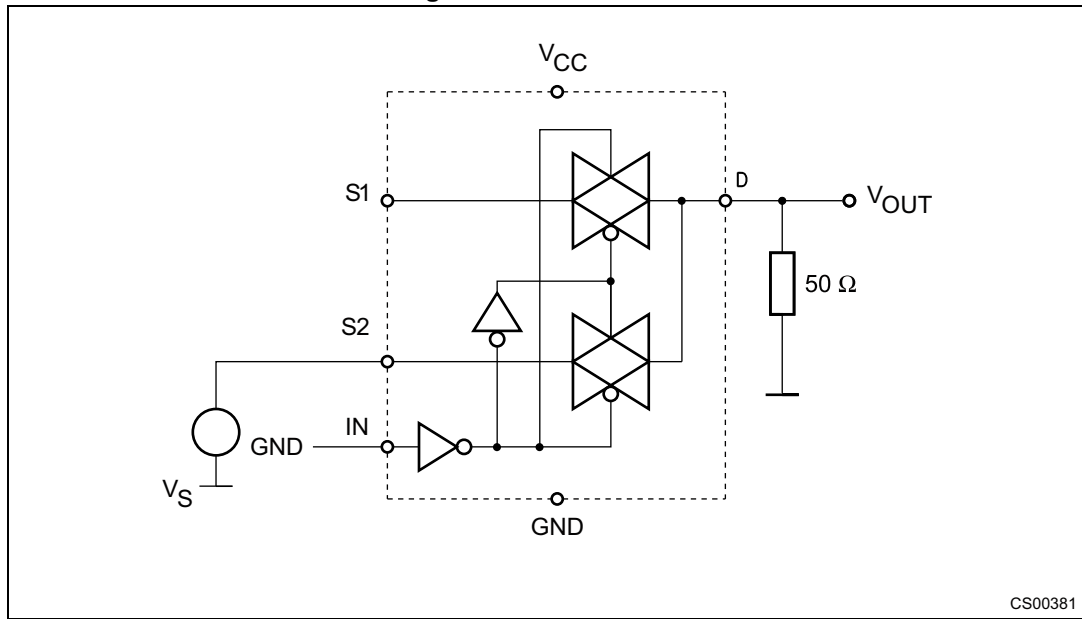 V_CC
S1
D
V_OUT
50 Ω
S2
IN
GND
V_S
GND
CS00381